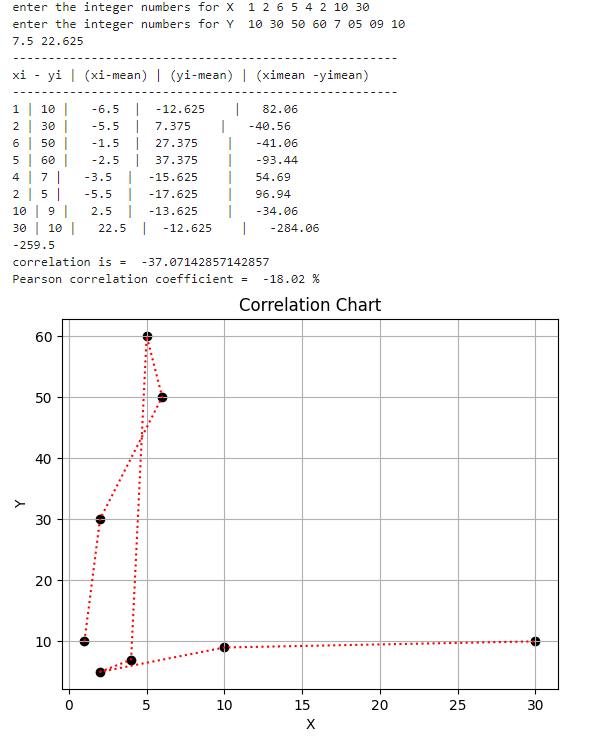 enter the integer numbers for X  1 2 6 5 4 2 10 30
enter the integer numbers for Y  10 30 50 60 7 05 09 10
7.5 22.625
---------------------------------------------------
xi - yi | (xi-mean) | (yi-mean) | (ximean -yimean)
---------------------------------------------------
1 | 10 |   -6.5  |  -12.625    |   82.06
2 | 30 |   -5.5  |  7.375    |   -40.56
6 | 50 |   -1.5  |  27.375    |   -41.06
5 | 60 |   -2.5  |  37.375    |   -93.44
4 | 7 |   -3.5  |  -15.625    |   54.69
2 | 5 |   -5.5  |  -17.625    |   96.94
10 | 9 |   2.5  |  -13.625    |   -34.06
30 | 10 |   22.5  |  -12.625    |   -284.06
-259.5
correlation is =  -37.07142857142857
Pearson correlation coefficient =  -18.02 %
Correlation Chart
60
50
40
30
20
10
Y
0 5 10 15 20 25 30
X